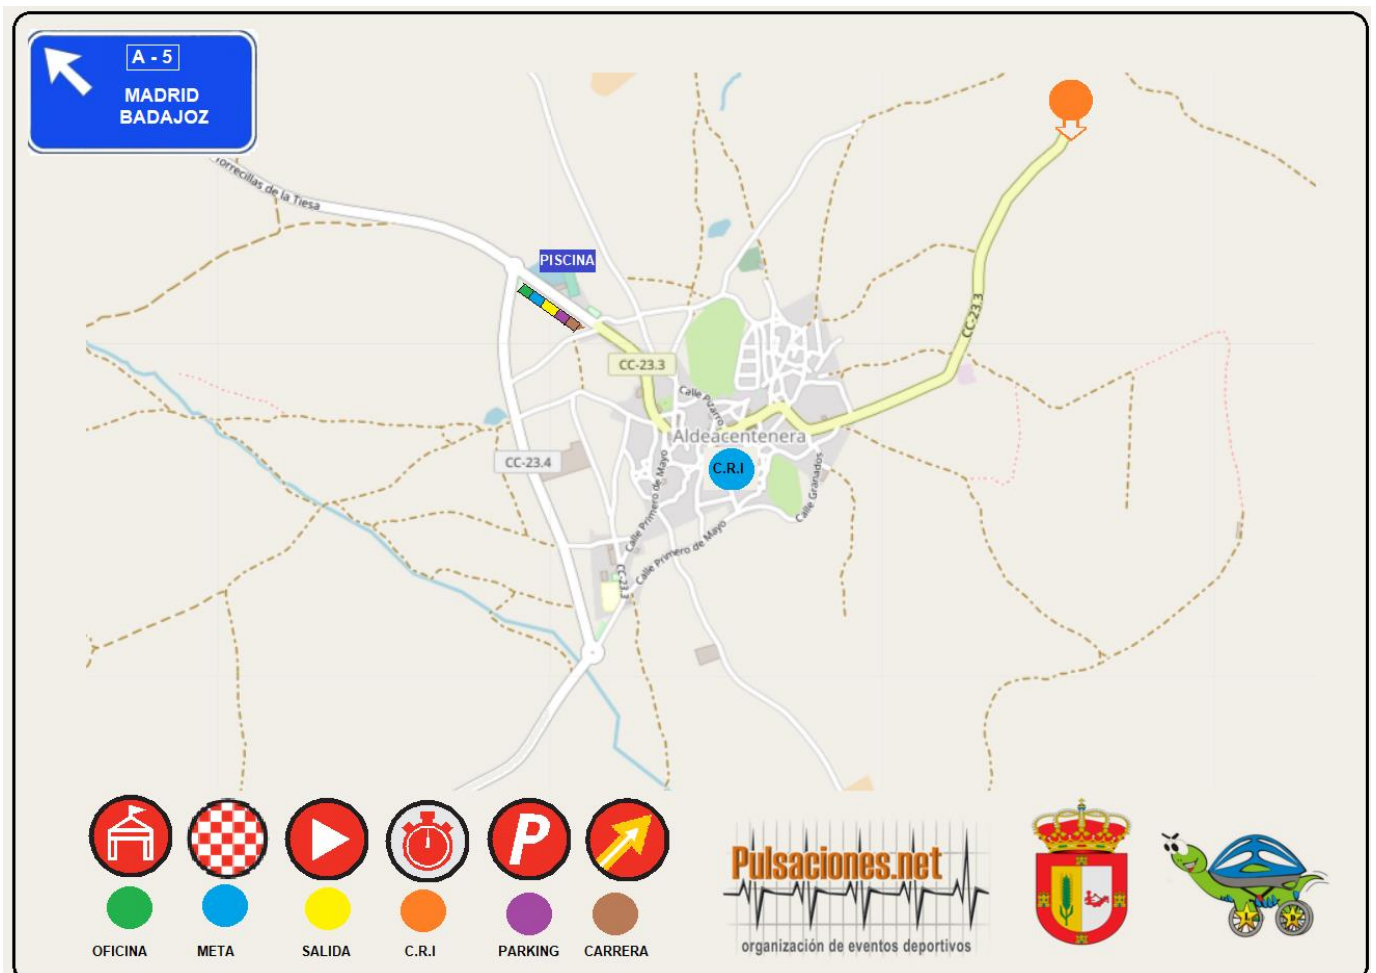 A - 5
MADRID
BADAJOZ
Torrecillas de la Tiesa
PISCINA
CC-23.3
CC-23.3
Calle Pizarro
Aldeacentenera
C.R.I
CC-23.4
Calle Primero de Mayo
Calle Granados
Calle Primero de Mayo
CC-23.3
P
Pulsaciones.net
organización de eventos deportivos
OFICINA
META
SALIDA
C.R.I
PARKING
CARRERA